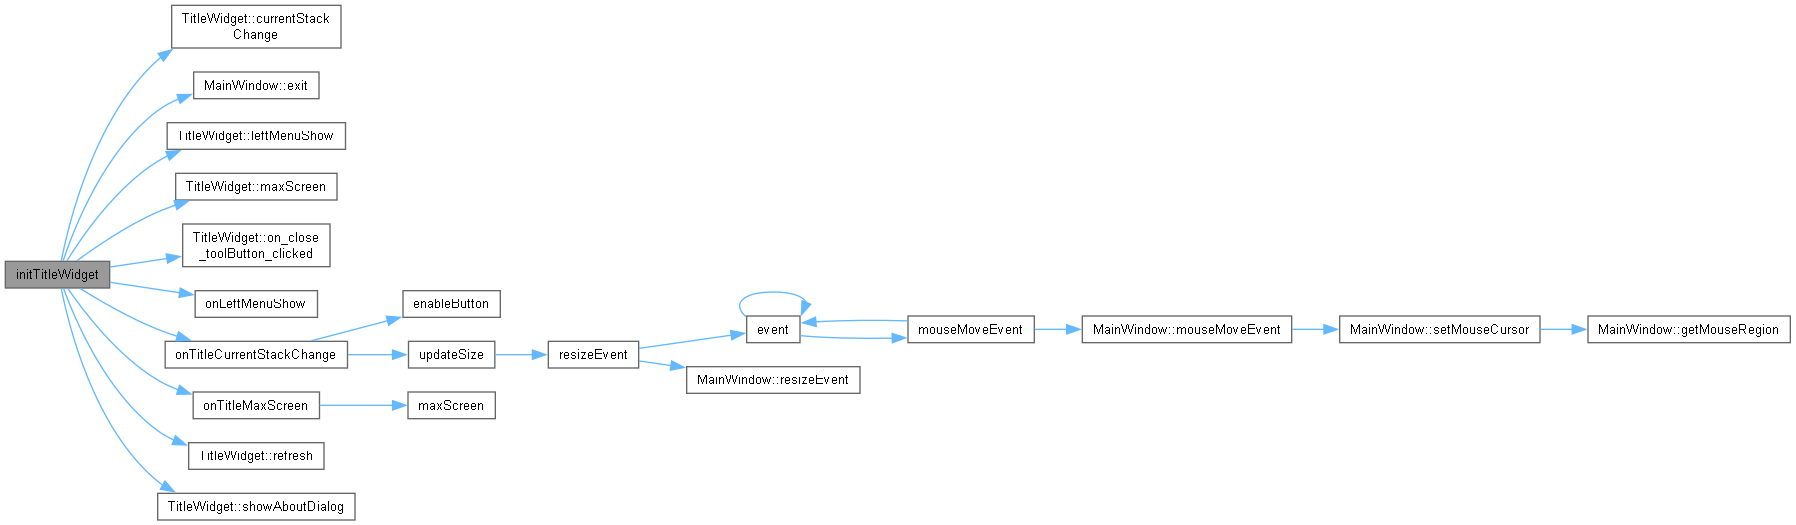 TitleWidget::currentStack
Change
MainWindow::exit
TitleWidget::leftMenuShow
TitleWidget::maxScreen
TitleWidget::on_close
_toolButton_clicked
initTitleWidget
onLeftMenuShow
enableButton
event
mouseMoveEvent
MainWindow::mouseMoveEvent
MainWindow::setMouseCursor
MainWindow::getMouseRegion
onTitleCurrentStackChange
updateSize
resizeEvent
MainWindow::resizeEvent
onTitleMaxScreen
maxScreen
TitleWidget::refresh
TitleWidget::showAboutDialog